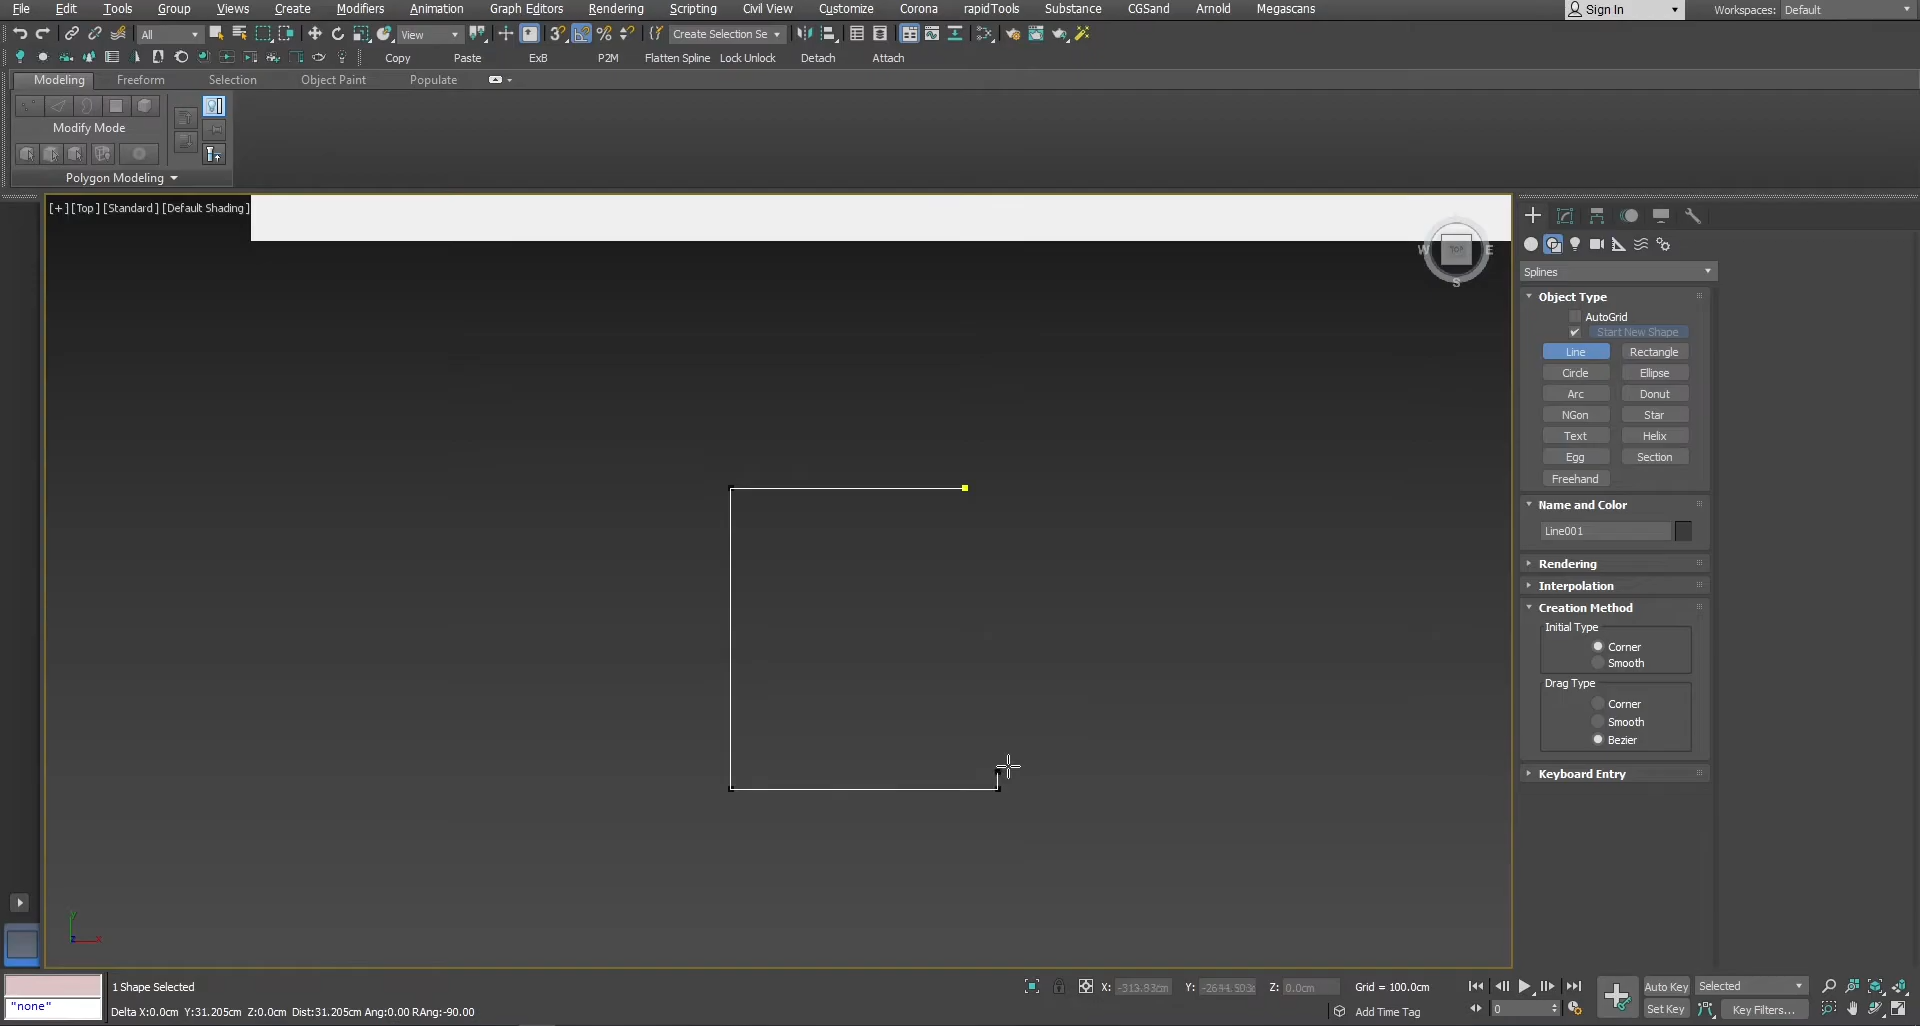 File Edit Tools Group Views Create Modifiers Animation Graph Editors Rendering Scripting Civil View Customize Corona rapidTools Substance CGSand Arnold Megascans Sign In Workspaces: Default
All View Create Selection Se
Copy Paste ExB P2M Flatten Spline Lock Unlock Detach Attach
Modeling Freeform Selection Object Paint Populate
Modify Mode
Polygon Modeling
[+] [Top] [Standard] [Default Shading]
W TOP E
S
Splines
Object Type
AutoGrid
Start New Shape
Line Rectangle
Circle Ellipse
Arc Donut
NGon Star
Text Helix
Egg Section
Freehand
Name and Color
Line001
Rendering
Interpolation
Creation Method
Initial Type
Corner
Smooth
Drag Type
Corner
Smooth
Bezier
Keyboard Entry
y
z x
1 Shape Selected X: -313.83cm Y: Z: 0.0cm Grid = 100.0cm Auto Key Selected
"none"
Delta X:0.0cm Y:31.205cm Z:0.0cm Dist:31.205cm Ang:0.00 RAng:-90.00 Add Time Tag 0 Set Key Key Filters...